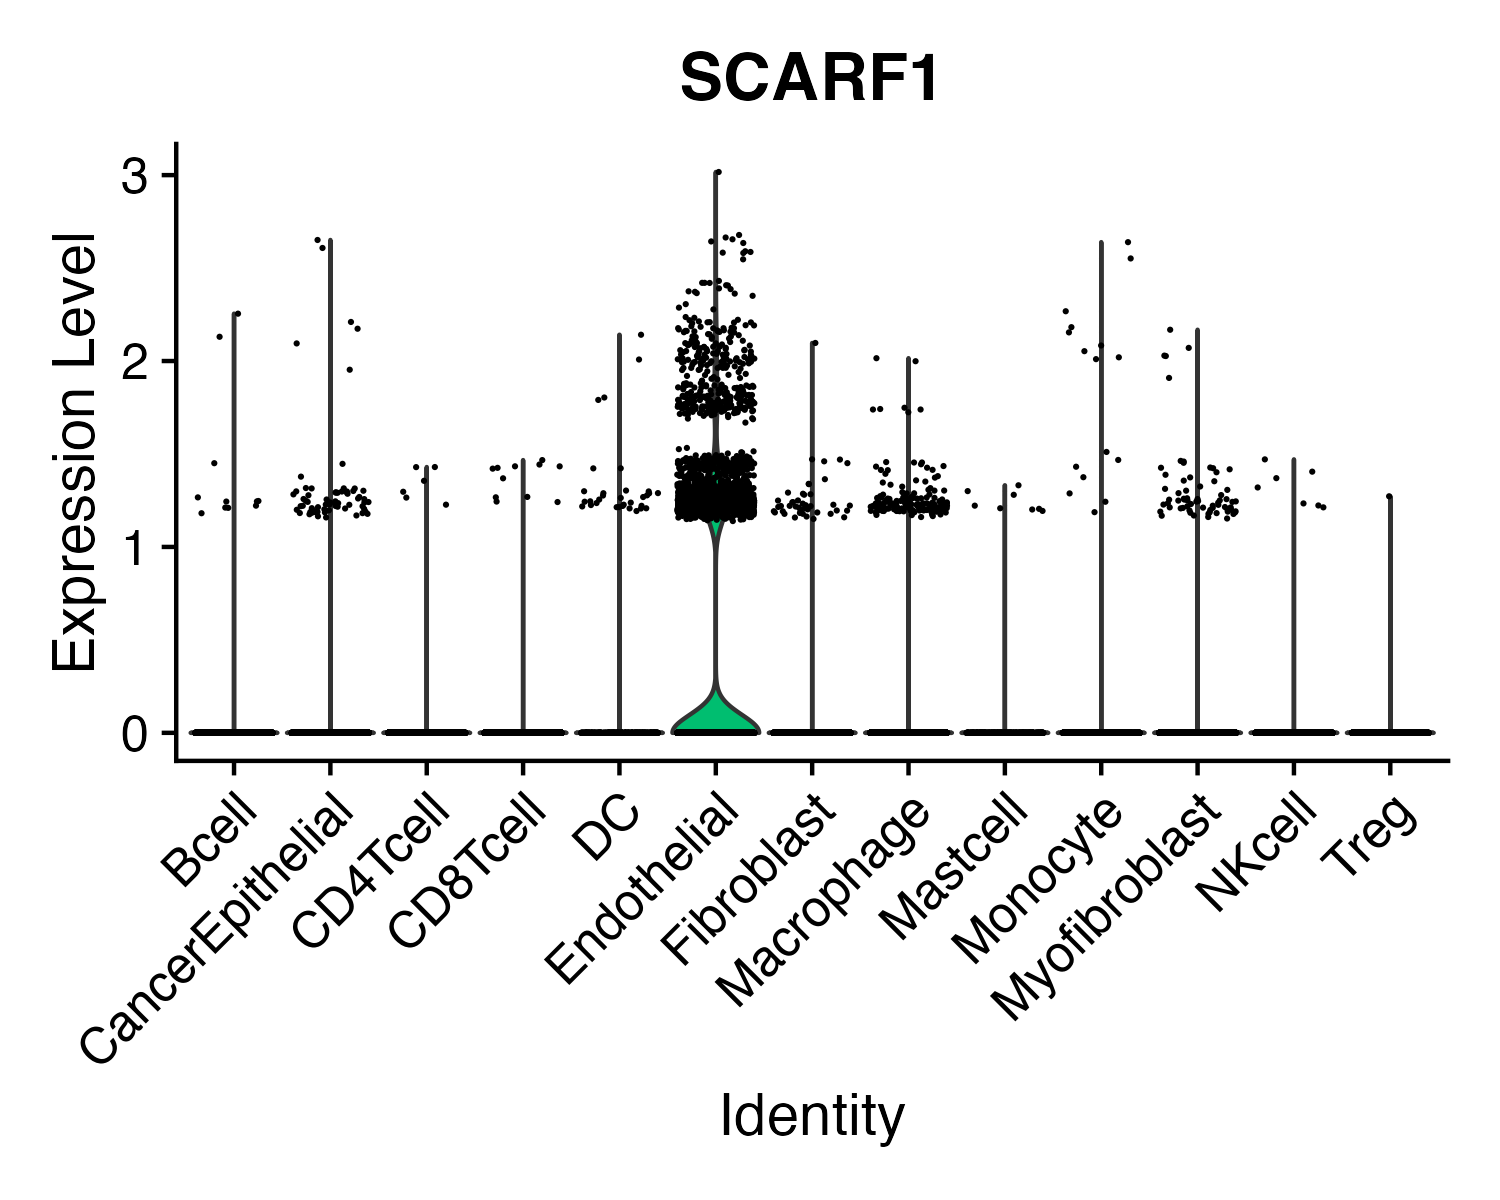 SCARF1
Expression Level
3
2
1
0
Bcell
CancerEpithelial
CD4Tcell
CD8Tcell
DC
Endothelial
Fibroblast
Macrophage
Mastcell
Monocyte
Myofibroblast
NKcell
Treg
Identity